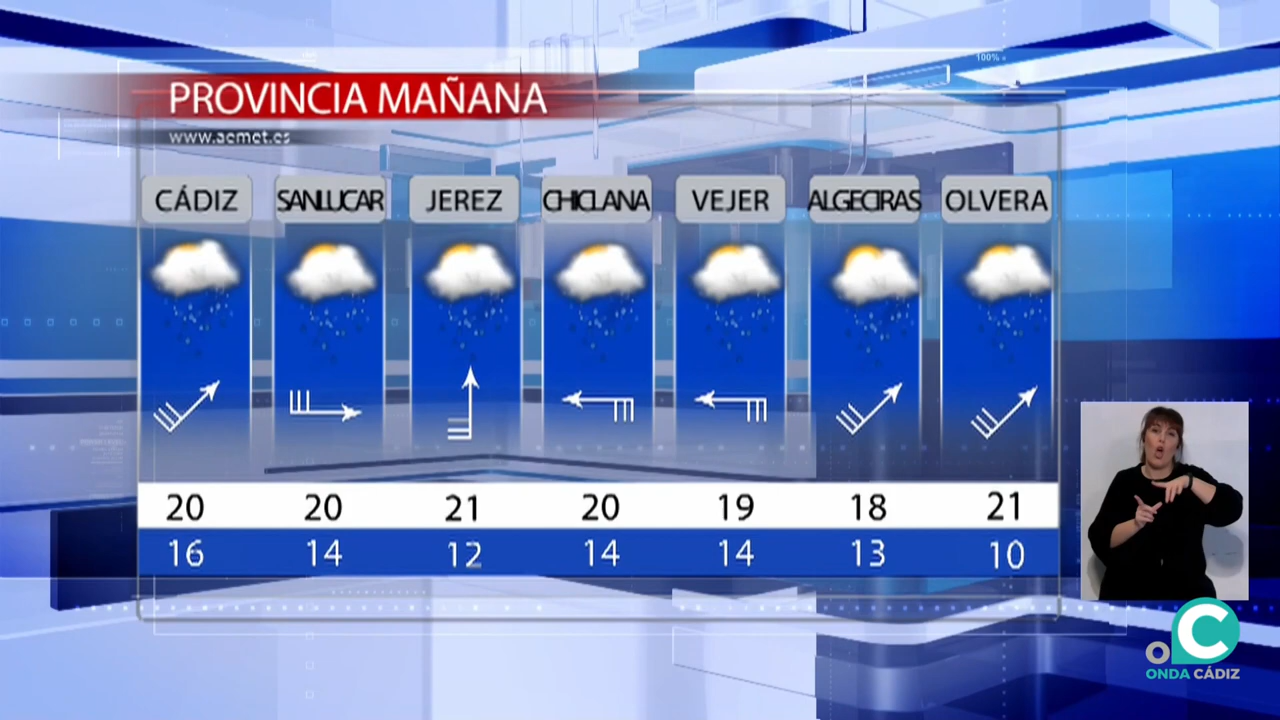 100%
PROVINCIA MAÑANA
www.aemet.es
CÁDIZ SANLUCAR JEREZ CHICLANA VEJER ALGECIRAS OLVERA
20 20 21 20 19 18 21
16 14 12 14 14 13 10
ONDA CÁDIZ